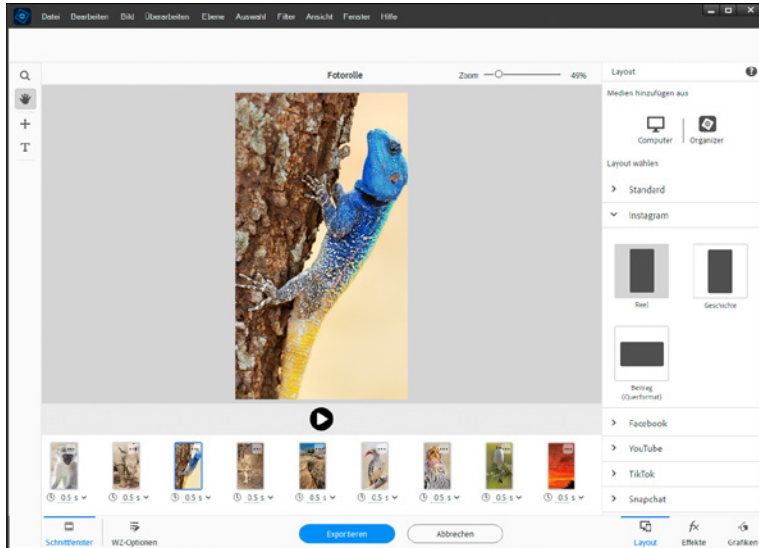 Datei Bearbeiten Bild Überarbeiten Ebene Auswahl Filter Ansicht Fenster Hilfe
Fotorolle
Zoom
49%
Layout
Medien hinzufügen aus
Computer
Organizer
Layout wählen
Standard
Instagram
Reel
Geschichte
Beitrag
(Querformat)
Facebook
YouTube
TikTok
Snapchat
T
0.5 s 0.5 s 0.5 s 0.5 s 0.5 s 0.5 s 0.5 s 0.5 s 0.5 s
Schnittfenster
WZ-Optionen
Exportieren
Abbrechen
Layout
fx
Effekte
Grafiken